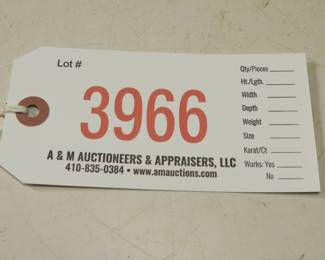 Lot #
3966
A & M AUCTIONEERS & APPRAISERS, LLC
410-835-0384 • www.amauctions.com
Qty/Pieces
Ht./Lgth.
Width
Depth
Weight
Size
Karat/Ct
Works: Yes
No